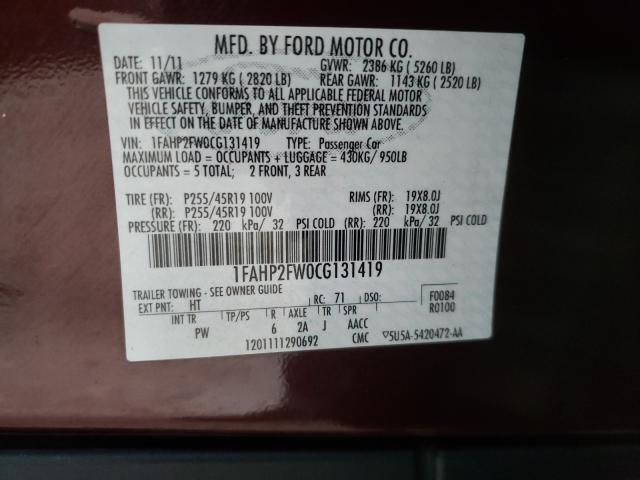 MFD. BY FORD MOTOR CO.
DATE: 11/11 GVWR: 2386 KG ( 5260 LB)
FRONT GAWR: 1279 KG ( 2820 LB) REAR GAWR: 1143 KG ( 2520 LB)
THIS VEHICLE CONFORMS TO ALL APPLICABLE FEDERAL MOTOR
VEHICLE SAFETY, BUMPER, AND THEFT PREVENTION STANDARDS
IN EFFECT ON THE DATE OF MANUFACTURE SHOWN ABOVE.
VIN: 1FAHP2FW0CG131419 TYPE: Passenger Car
MAXIMUM LOAD = OCCUPANTS + LUGGAGE = 430KG/ 950LB
OCCUPANTS = 5 TOTAL; 2 FRONT, 3 REAR
TIRE (FR): P255/45R19 100V RIMS (FR): 19X8.0J
(RR): P255/45R19 100V (RR): 19X8.0J
PRESSURE (FR): 220 kPa/ 32 PSI COLD (RR): 220 kPa/ 32 PSI COLD
1FAHP2FW0CG131419
TRAILER TOWING - SEE OWNER GUIDE
EXT PNT: HT RC: 71 DSO: F0084
INT TR TP/PS R AXLE TR SPR R0100
PW 6 2A J AACC
1201111290692 CMC 5U5A-5420472-AA